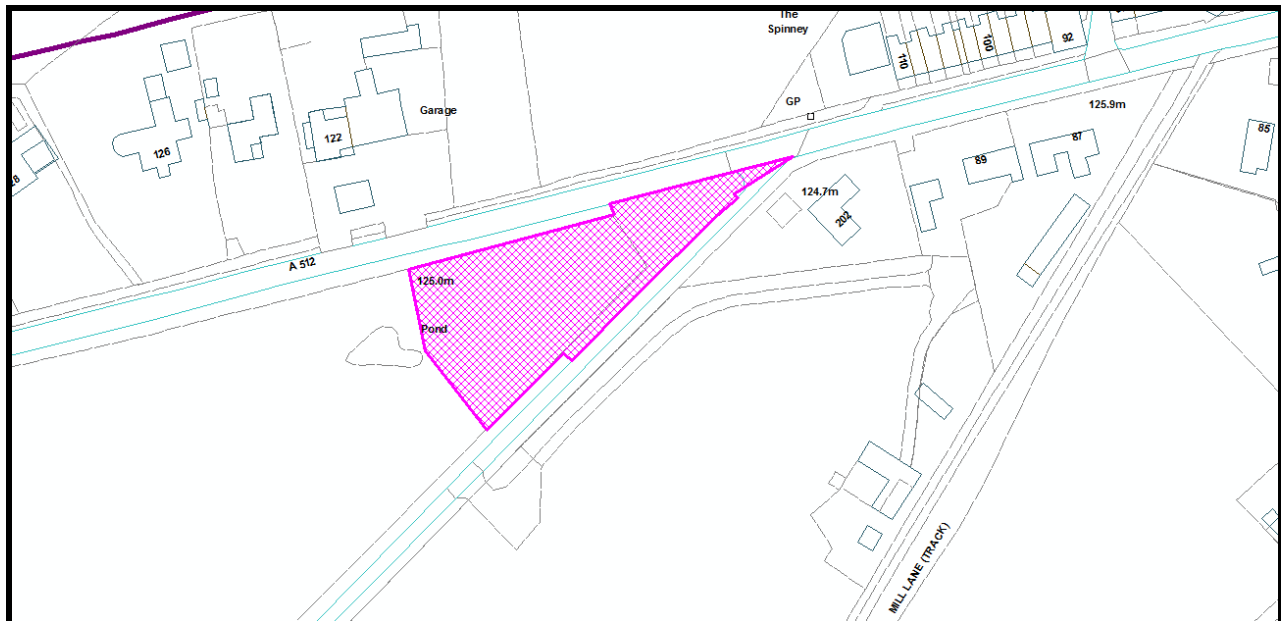 The
Spinney
110
100
92
GP
Garage
125.9m
122
126
87
85
89
124.7m
202
A 512
125.0m
Pond
MILL LANE (TRACK)